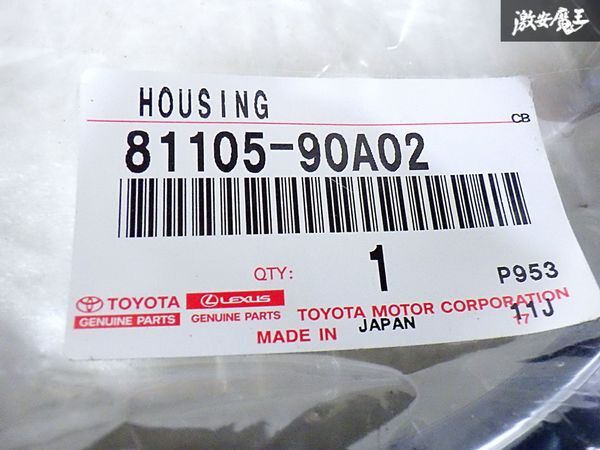 激安魔王
HOUSING
CB
81105-90A02
QTY: 1 P953
TOYOTA LEXUS
GENUINE PARTS GENUINE PARTS
TOYOTA MOTOR CORPORATION
17
11J
MADE IN JAPAN